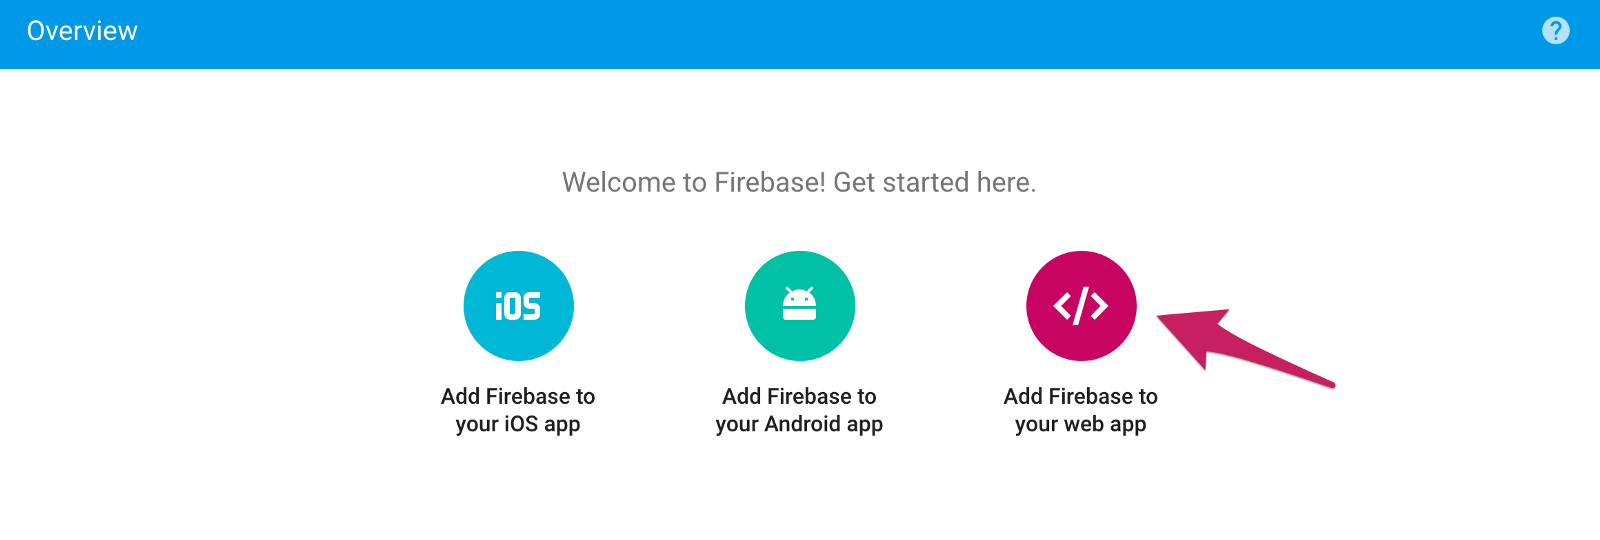 Overview
?
Welcome to Firebase! Get started here.
iOS
</>
Add Firebase to
your iOS app
Add Firebase to
your Android app
Add Firebase to
your web app